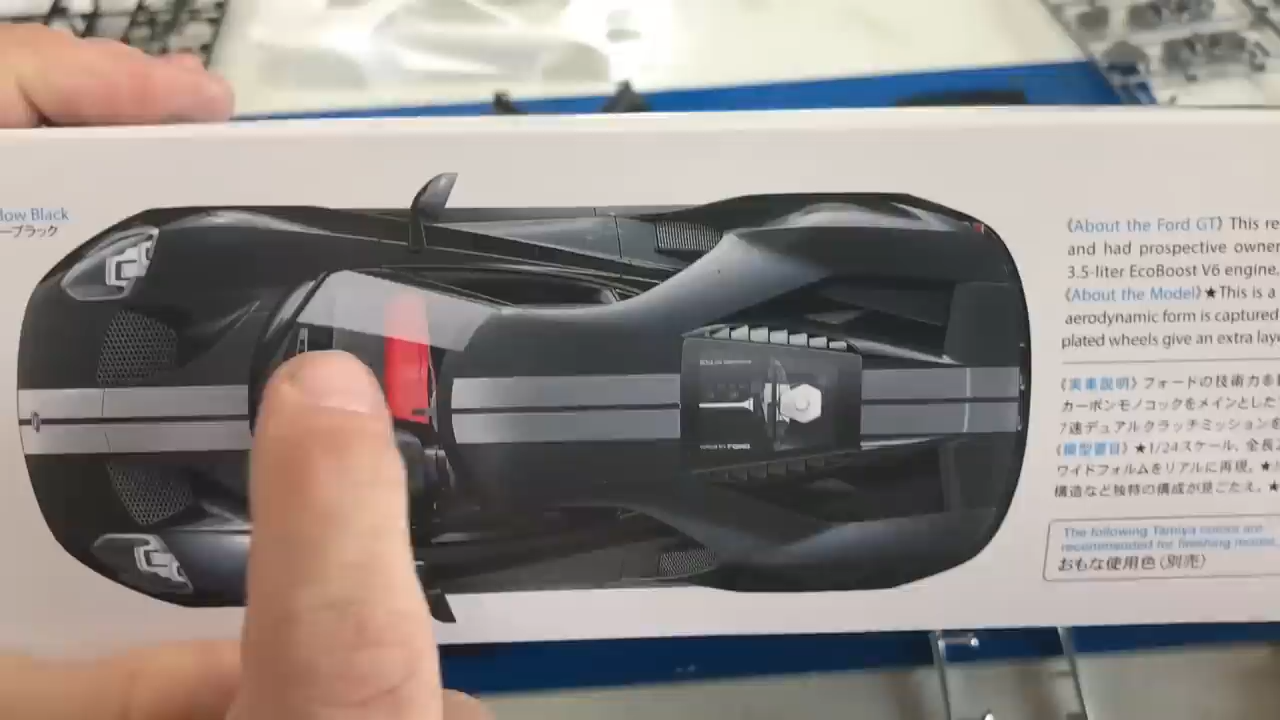 low Black
ーブラック
《About the Ford GT》 This re
and had prospective owner
3.5-liter EcoBoost V6 engine.
《About the Model》★This is a
aerodynamic form is captured
plated wheels give an extra laye
《実車説明》フォードの技術力を
カーボンモノコックをメインとした
7速デュアルクラッチミッションを
《模型要目》★1/24スケール、全長
ワイドフォルムをリアルに再現。★
構造など独特の構成が見ごたえ。★
The following Tamiya colours are
recommended for finishing model.
おもな使用色（別売）
FORD